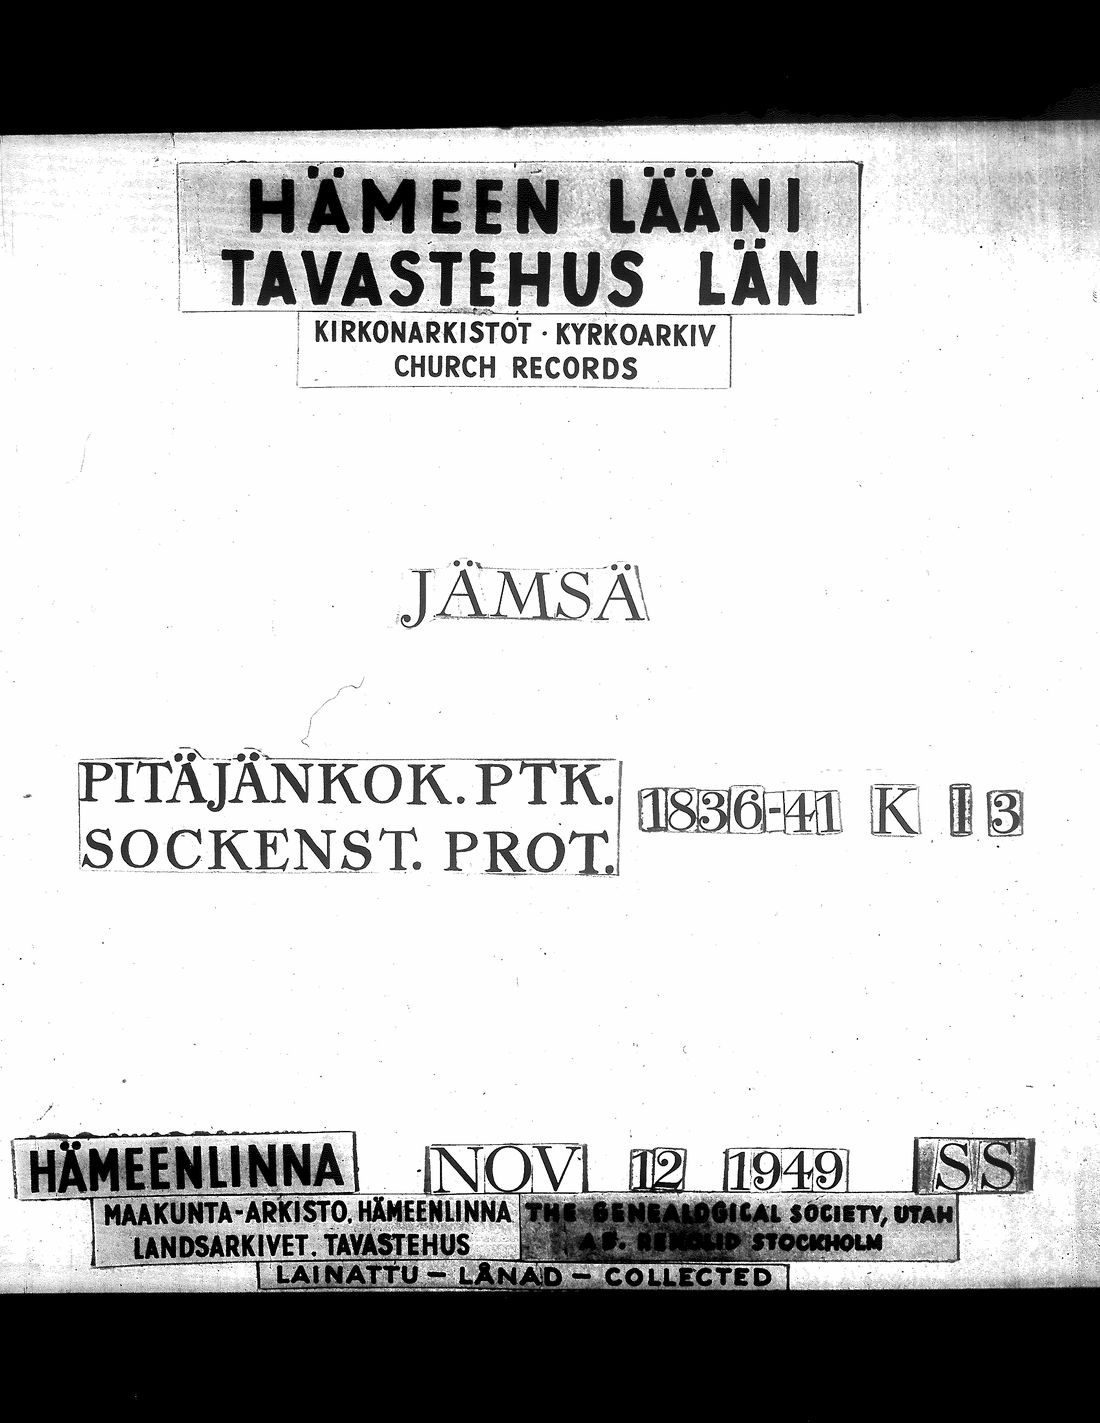 HÄMEEN LÄÄNI
TAVASTEHUS LÄN
KIRKONARKISTOT · KYRKOARKIV
CHURCH RECORDS
JÄMSÄ
PITÄJÄNKOK. PTK.
SOCKENST. PROT.
1836-41 K I 3
HÄMEENLINNA NOV 12 1949 SS
MAAKUNTA-ARKISTO, HÄMEENLINNA
LANDSARKIVET. TAVASTEHUS
THE GENEALOGICAL SOCIETY, UTAH
STOCKHOLM
LAINATTU — LÅNAD — COLLECTED